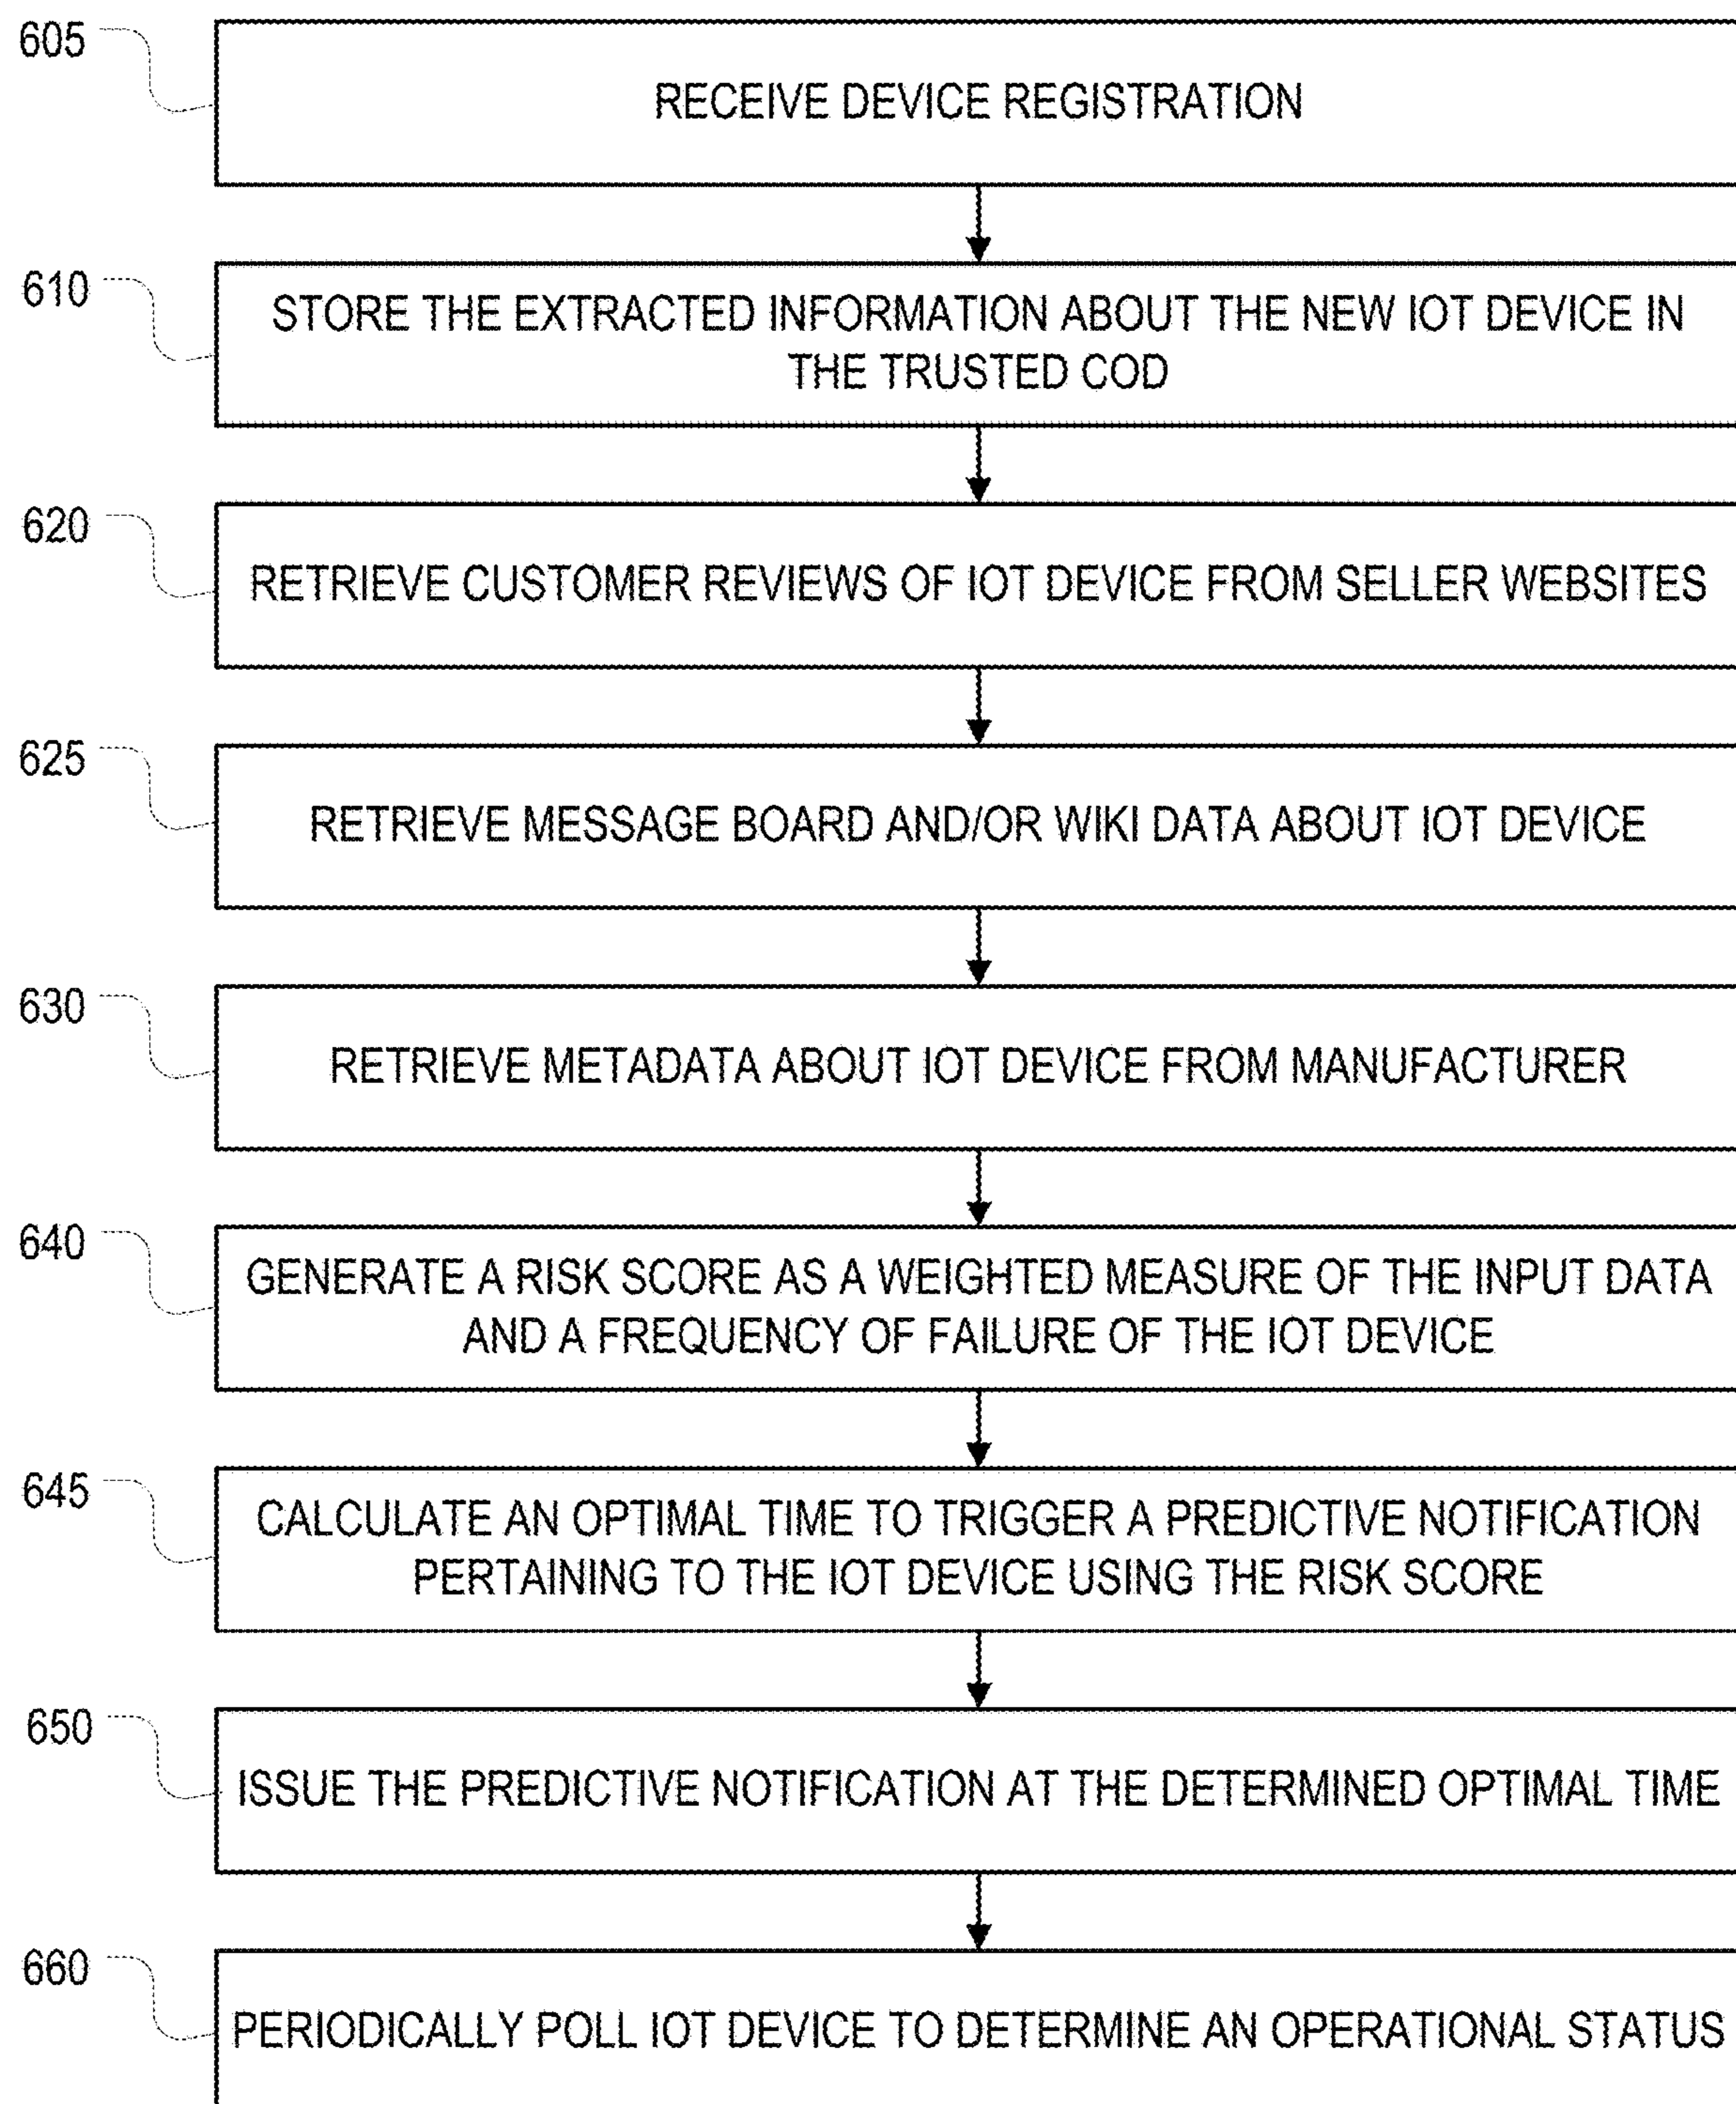 605
RECEIVE DEVICE REGISTRATION
610
STORE THE EXTRACTED INFORMATION ABOUT THE NEW IOT DEVICE IN
THE TRUSTED COD
620
RETRIEVE CUSTOMER REVIEWS OF IOT DEVICE FROM SELLER WEBSITES
625
RETRIEVE MESSAGE BOARD AND/OR WIKI DATA ABOUT IOT DEVICE
630
RETRIEVE METADATA ABOUT IOT DEVICE FROM MANUFACTURER
640
GENERATE A RISK SCORE AS A WEIGHTED MEASURE OF THE INPUT DATA
AND A FREQUENCY OF FAILURE OF THE IOT DEVICE
645
CALCULATE AN OPTIMAL TIME TO TRIGGER A PREDICTIVE NOTIFICATION
PERTAINING TO THE IOT DEVICE USING THE RISK SCORE
650
ISSUE THE PREDICTIVE NOTIFICATION AT THE DETERMINED OPTIMAL TIME
660
PERIODICALLY POLL IOT DEVICE TO DETERMINE AN OPERATIONAL STATUS